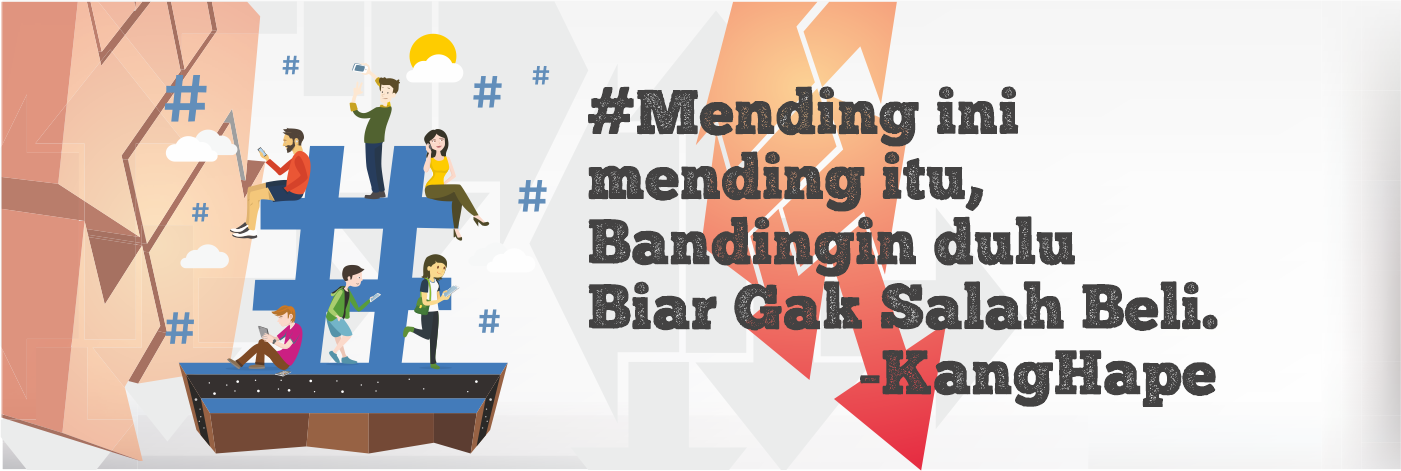 #Mending ini
mending itu,
Bandingin dulu
Biar Gak Salah Beli.
-KangHape